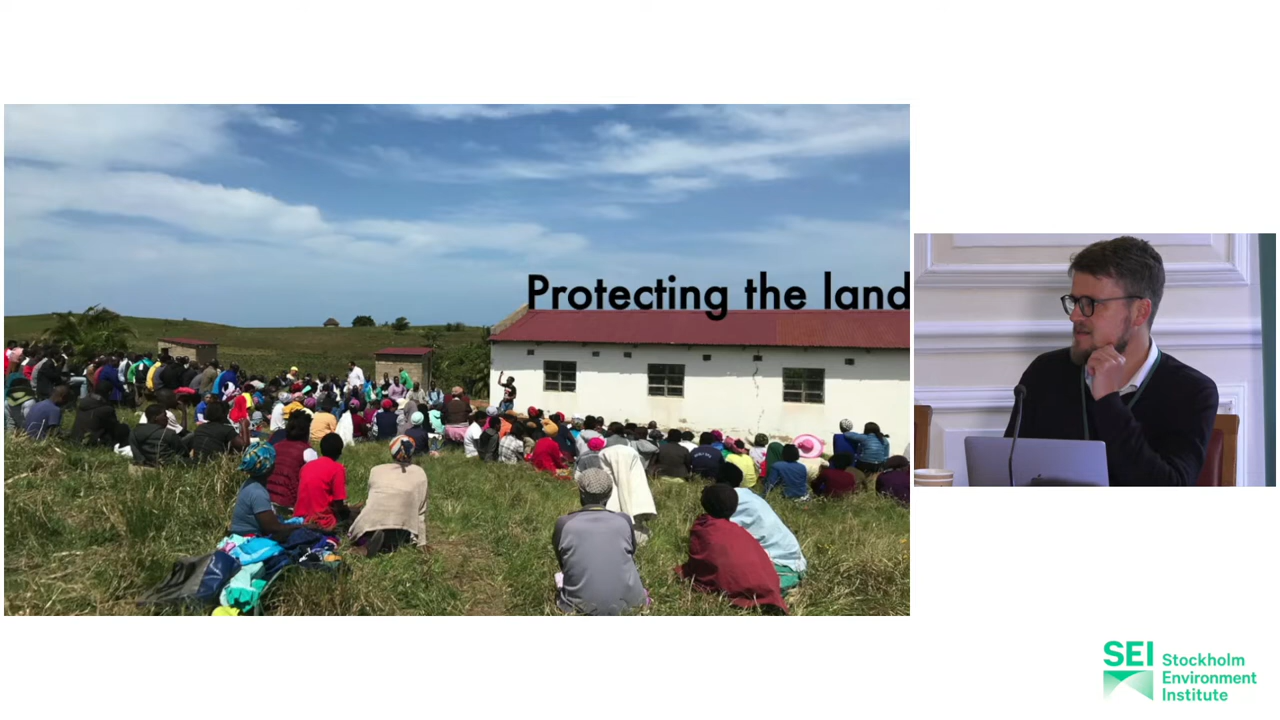 Protecting the land
SEI Stockholm
Environment
Institute